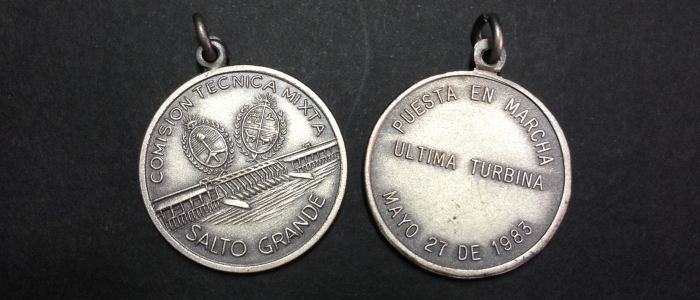 COMISION TECNICA MIXTA
SALTO GRANDE
PUESTA EN MARCHA
ULTIMA TURBINA
MAYO 27 DE 1983